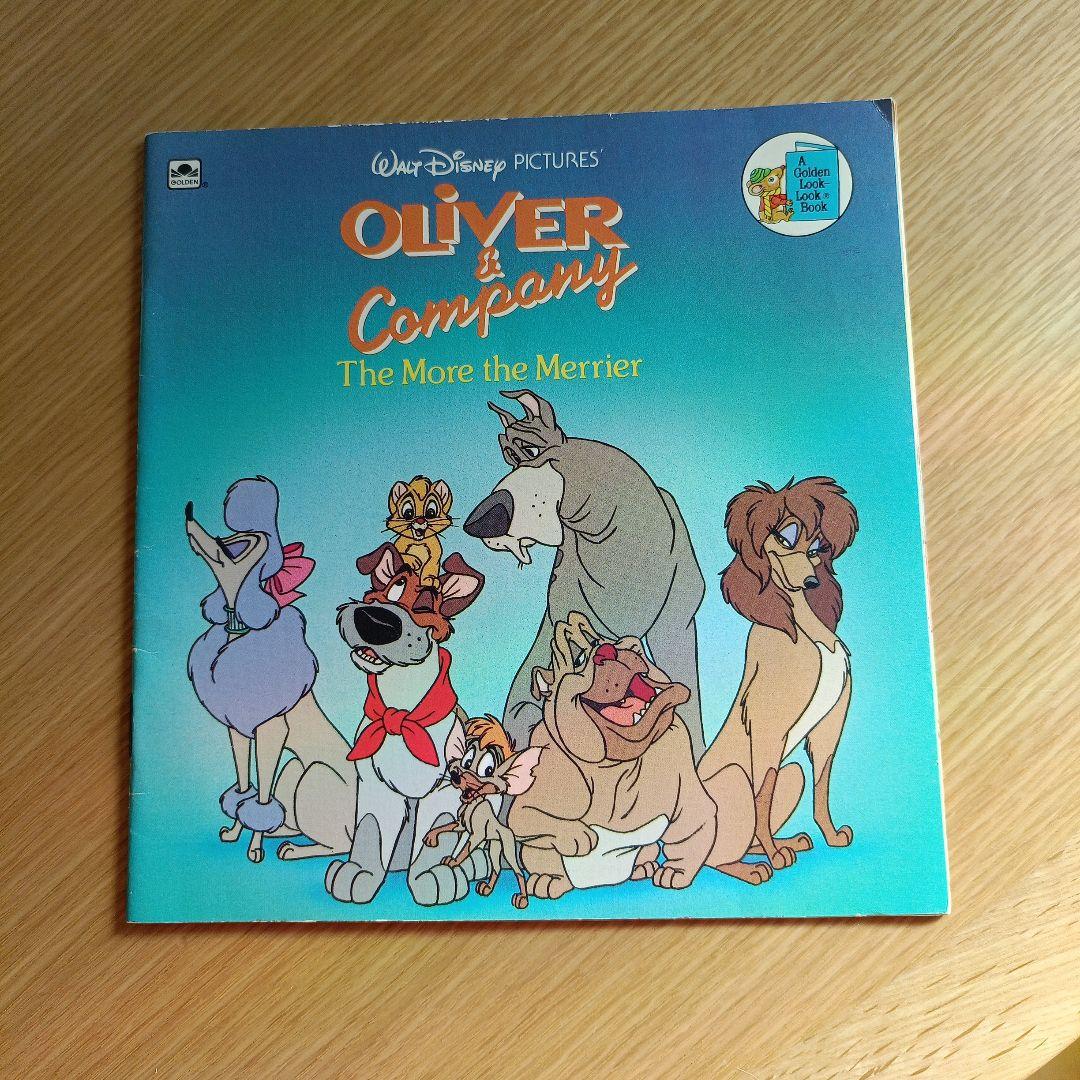 WALT DISNEY PICTURES'
OLiVER
&
Company
The More the Merrier
GOLDEN®
A
Golden
Look-
Look®
Book